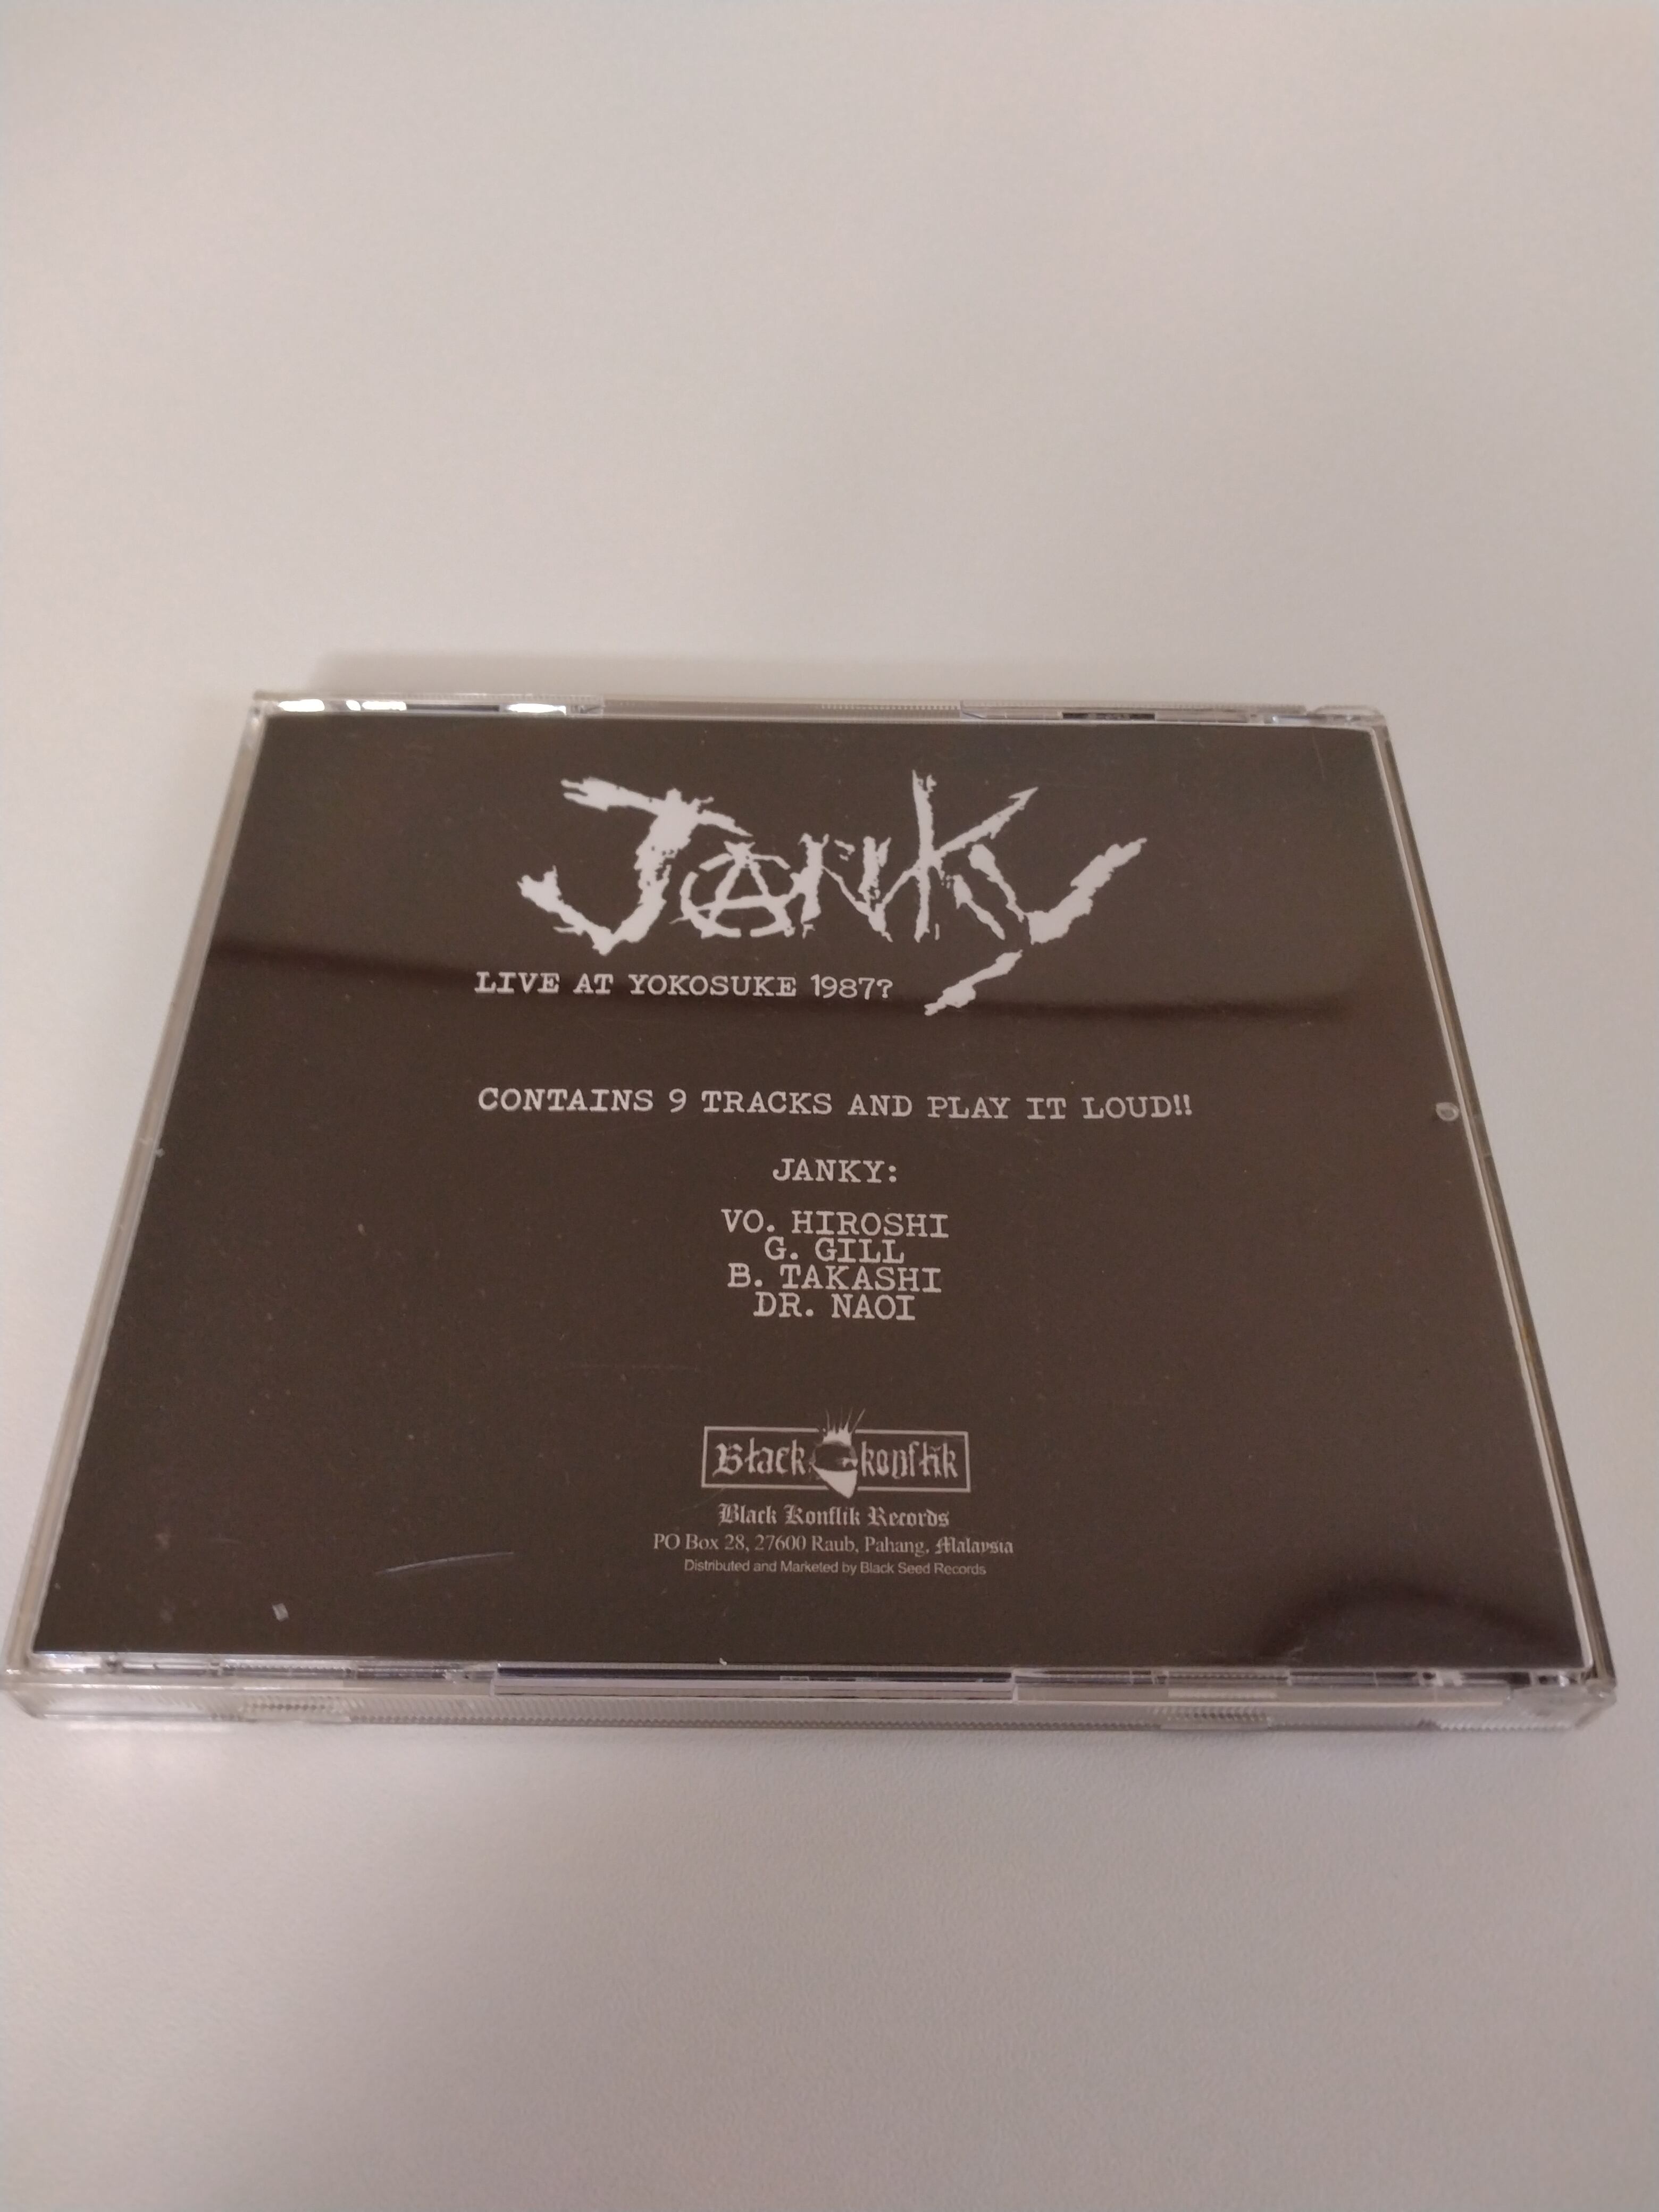 JANKY
LIVE AT YOKOSUKE 1987?
CONTAINS 9 TRACKS AND PLAY IT LOUD!!
JANKY:
VO. HIROSHI
G. GILL
B. TAKASHI
DR. NAOI
Black konflik
Black Konflik Records
PO Box 28, 27600 Raub, Pahang, Malaysia
Distributed and Marketed by Black Seed Records